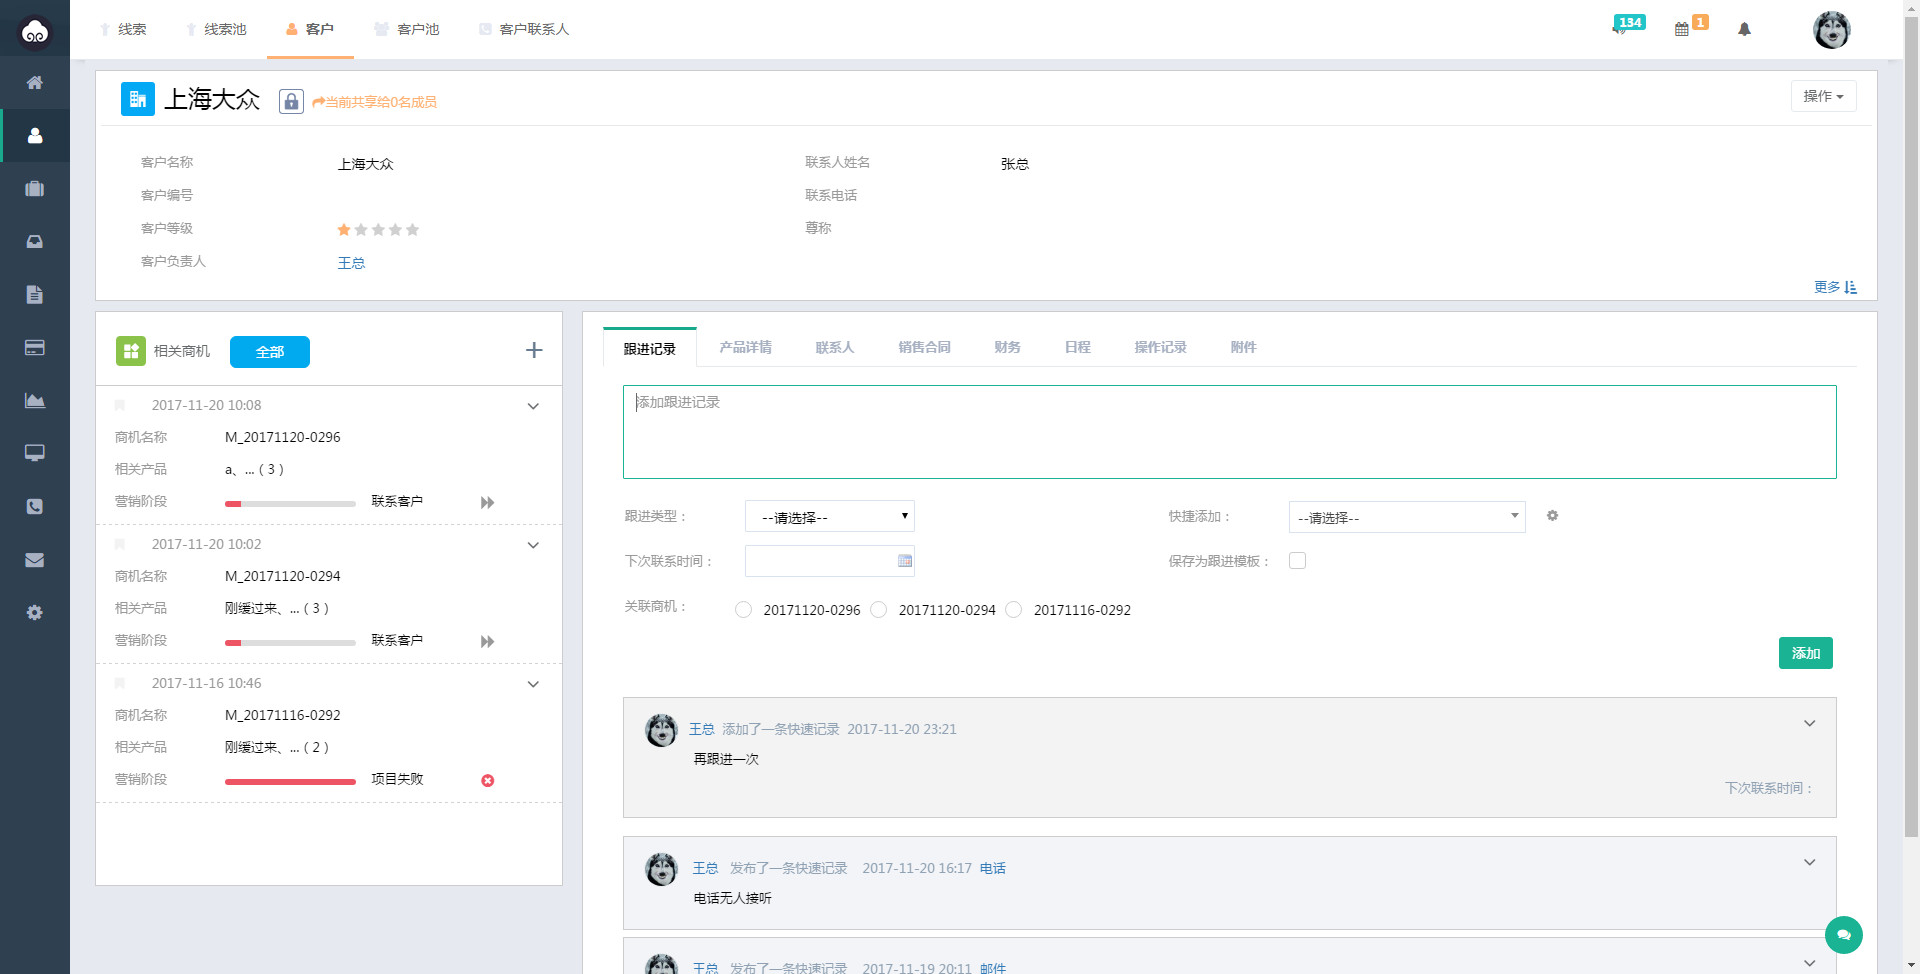 线索
线索池
客户
客户池
客户联系人
134
1
上海大众
当前共享给0名成员
操作
客户名称
上海大众
联系人姓名
张总
客户编号
联系电话
客户等级
尊称
客户负责人
王总
更多
相关商机
全部
2017-11-20 10:08
商机名称
M_20171120-0296
相关产品
a、...（3）
营销阶段
联系客户
2017-11-20 10:02
商机名称
M_20171120-0294
相关产品
刚缓过来、...（3）
营销阶段
联系客户
2017-11-16 10:46
商机名称
M_20171116-0292
相关产品
刚缓过来、...（2）
营销阶段
项目失败
跟进记录
产品详情
联系人
销售合同
财务
日程
操作记录
附件
添加跟进记录
跟进类型：
--请选择--
快捷添加：
--请选择--
下次联系时间：
保存为跟进模板：
关联商机：
20171120-0296
20171120-0294
20171116-0292
添加
王总 添加了一条快速记录 2017-11-20 23:21
再跟进一次
下次联系时间：
王总 发布了一条快速记录 2017-11-20 16:17 电话
电话无人接听
王总 发布了一条快速记录 2017-11-19 20:11 邮件